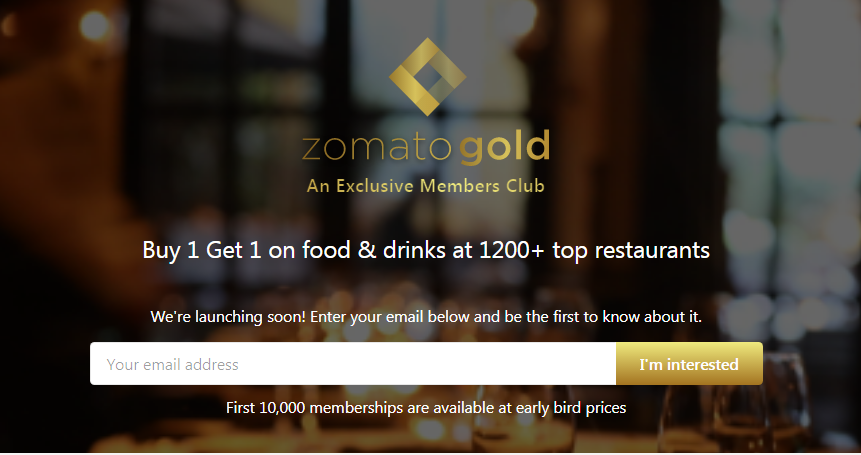 zomato gold
An Exclusive Members Club
Buy 1 Get 1 on food & drinks at 1200+ top restaurants
We're launching soon! Enter your email below and be the first to know about it.
Your email address
I'm interested
First 10,000 memberships are available at early bird prices